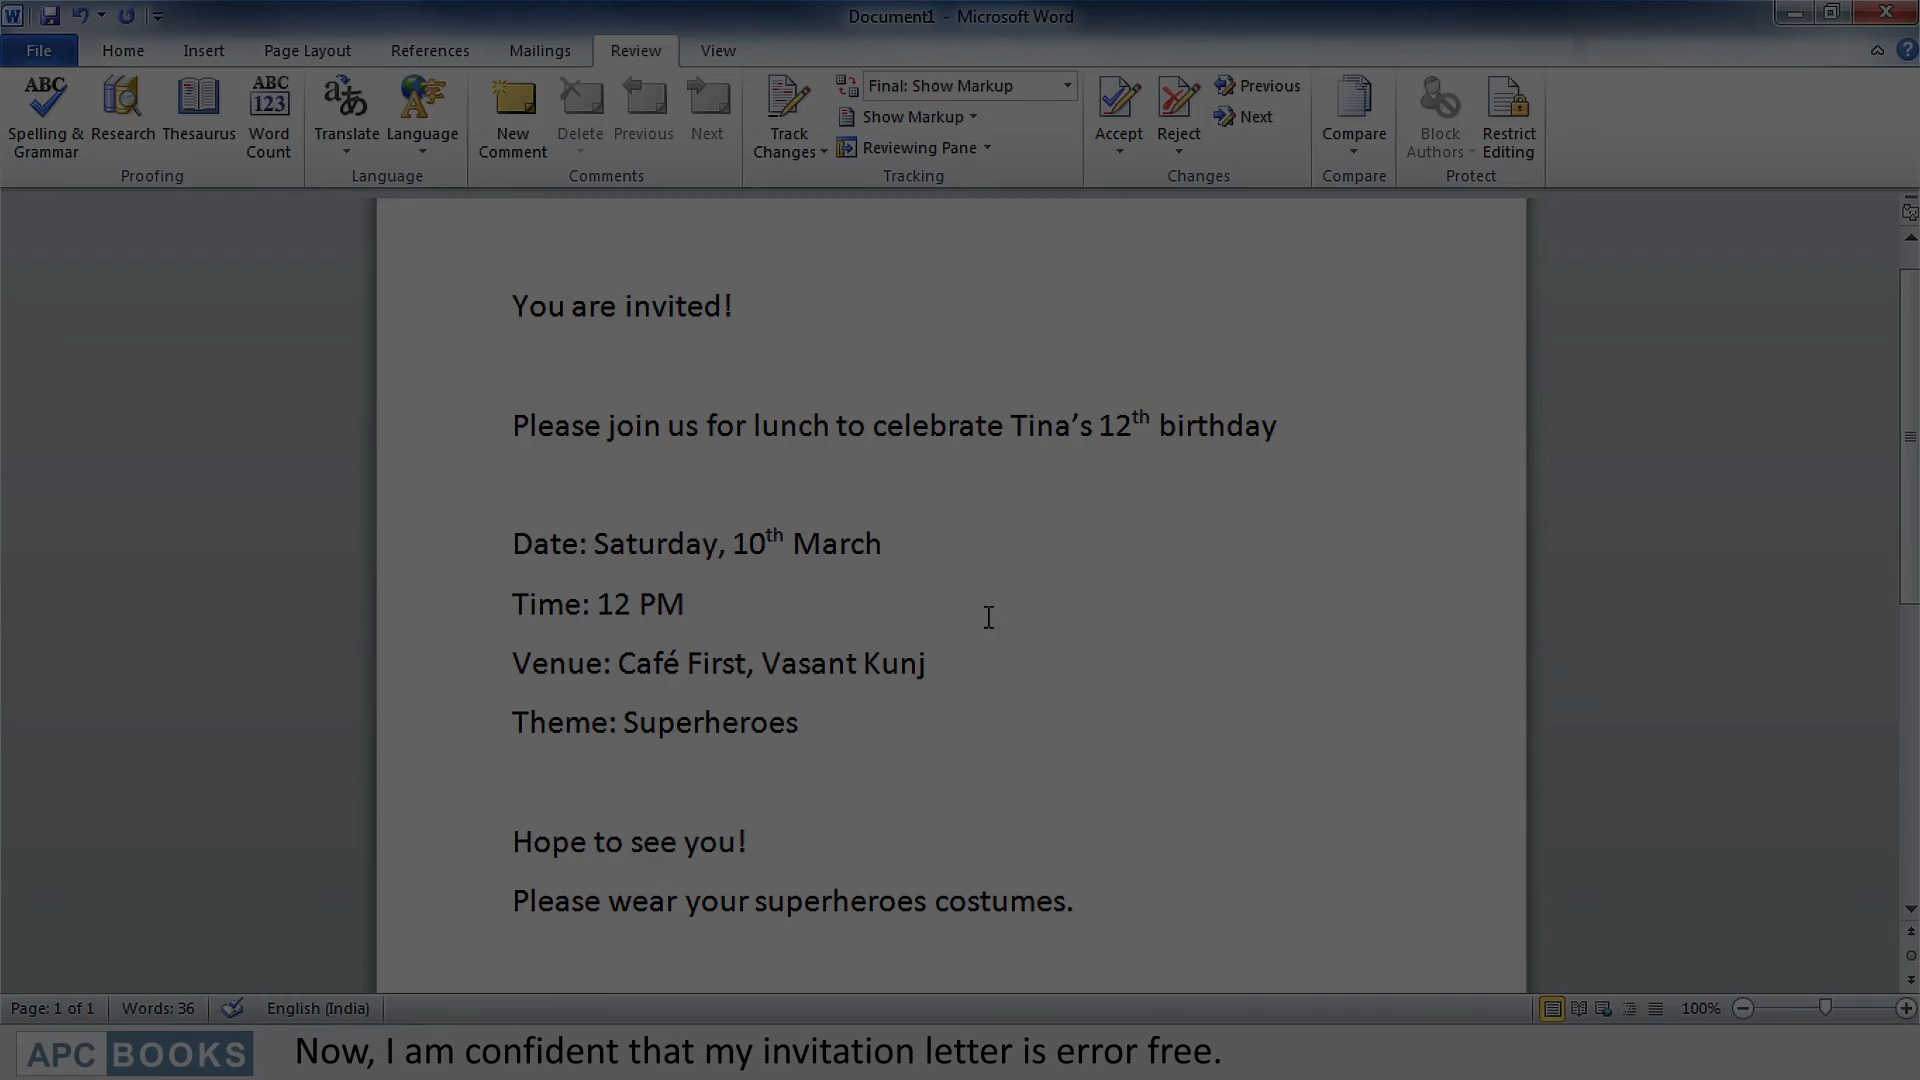 Document1 - Microsoft Word
File Home Insert Page Layout References Mailings Review View
ABC Spelling & Grammar
Research
Thesaurus
ABC 123 Word Count
Proofing
Translate
Language
Language
New Comment
Delete
Previous
Next
Comments
Track Changes
Final: Show Markup
Show Markup
Reviewing Pane
Tracking
Accept
Reject
Previous
Next
Changes
Compare
Compare
Block Authors
Restrict Editing
Protect
You are invited!
Please join us for lunch to celebrate Tina’s 12th birthday
Date: Saturday, 10th March
Time: 12 PM
Venue: Café First, Vasant Kunj
Theme: Superheroes
Hope to see you!
Please wear your superheroes costumes.
Page: 1 of 1 Words: 36 English (India) 100%
APC BOOKS Now, I am confident that my invitation letter is error free.